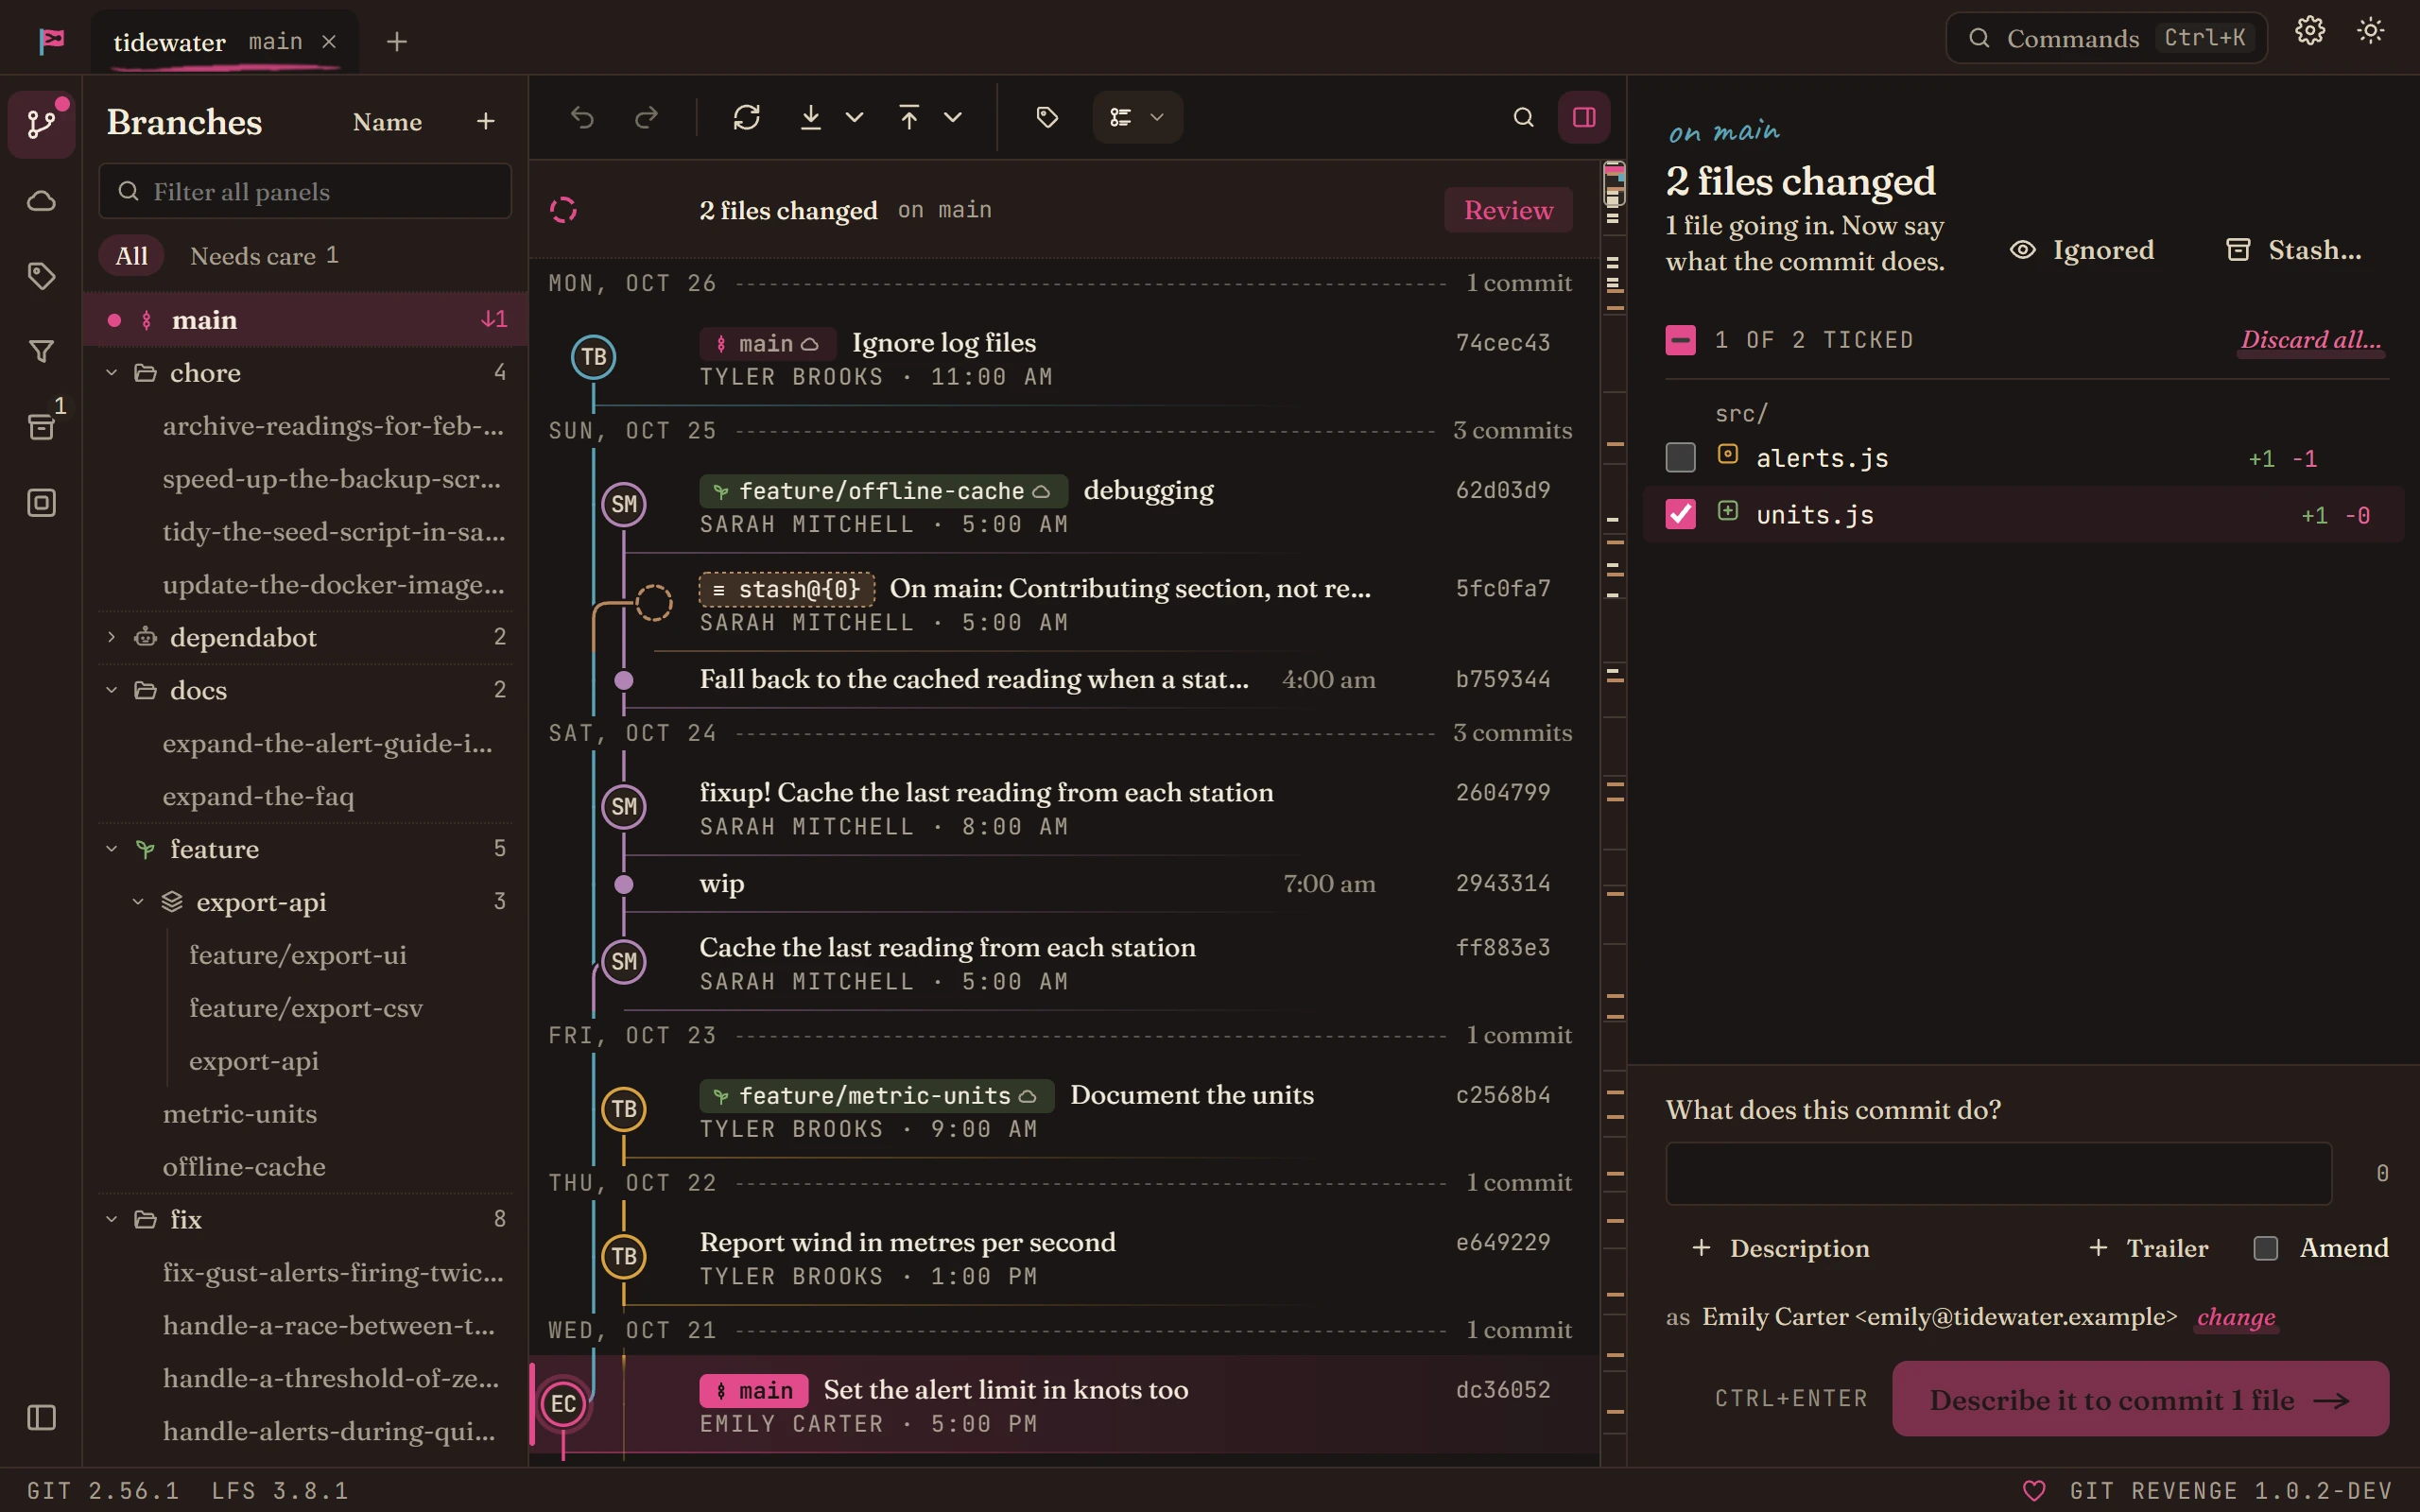 tidewater main
Commands Ctrl+K
Branches Name
Filter all panels
All Needs care 1
main ↓1
chore 4
archive-readings-for-feb-...
speed-up-the-backup-scr...
tidy-the-seed-script-in-sa...
update-the-docker-image...
dependabot 2
docs 2
expand-the-alert-guide-i...
expand-the-faq
feature 5
export-api 3
feature/export-ui
feature/export-csv
export-api
metric-units
offline-cache
fix 8
fix-gust-alerts-firing-twic...
handle-a-race-between-t...
handle-a-threshold-of-ze...
handle-alerts-during-qui...
1
2 files changed on main Review
MON, OCT 26 1 commit
main Ignore log files 74cec43
TYLER BROOKS · 11:00 AM
SUN, OCT 25 3 commits
feature/offline-cache debugging 62d03d9
SARAH MITCHELL · 5:00 AM
stash@{0} On main: Contributing section, not re... 5fc0fa7
SARAH MITCHELL · 5:00 AM
Fall back to the cached reading when a stat... 4:00 am b759344
SAT, OCT 24 3 commits
fixup! Cache the last reading from each station 2604799
SARAH MITCHELL · 8:00 AM
wip 7:00 am 2943314
Cache the last reading from each station ff883e3
SARAH MITCHELL · 5:00 AM
FRI, OCT 23 1 commit
feature/metric-units Document the units c2568b4
TYLER BROOKS · 9:00 AM
THU, OCT 22 1 commit
Report wind in metres per second e649229
TYLER BROOKS · 1:00 PM
WED, OCT 21 1 commit
main Set the alert limit in knots too dc36052
EMILY CARTER · 5:00 PM
TB
SM
SM
SM
TB
TB
EC
on main
2 files changed
1 file going in. Now say
what the commit does.
Ignored Stash...
1 OF 2 TICKED Discard all...
src/
alerts.js +1 -1
units.js +1 -0
What does this commit do?
0
+ Description + Trailer Amend
as Emily Carter <emily@tidewater.example> change
CTRL+ENTER Describe it to commit 1 file →
GIT 2.56.1 LFS 3.8.1
GIT REVENGE 1.0.2-DEV